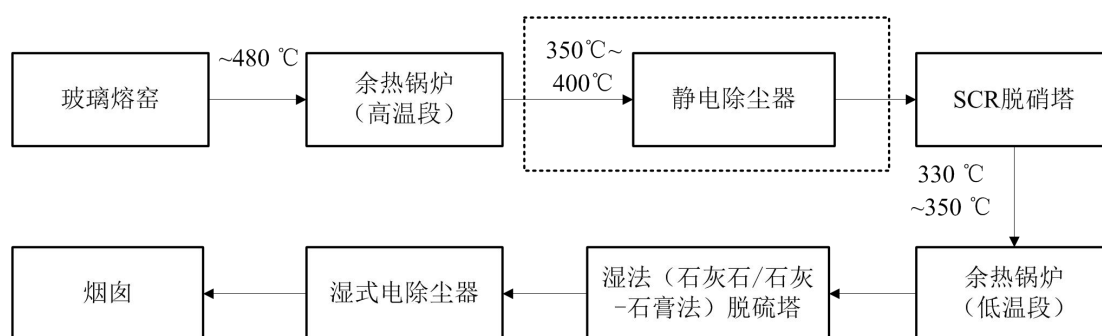 玻璃熔窑
~480 ℃
余热锅炉
（高温段）
350℃~
400℃
静电除尘器
SCR脱硝塔
330 ℃
~350 ℃
余热锅炉
（低温段）
湿法（石灰石/石灰
-石膏法）脱硫塔
湿式电除尘器
烟囱